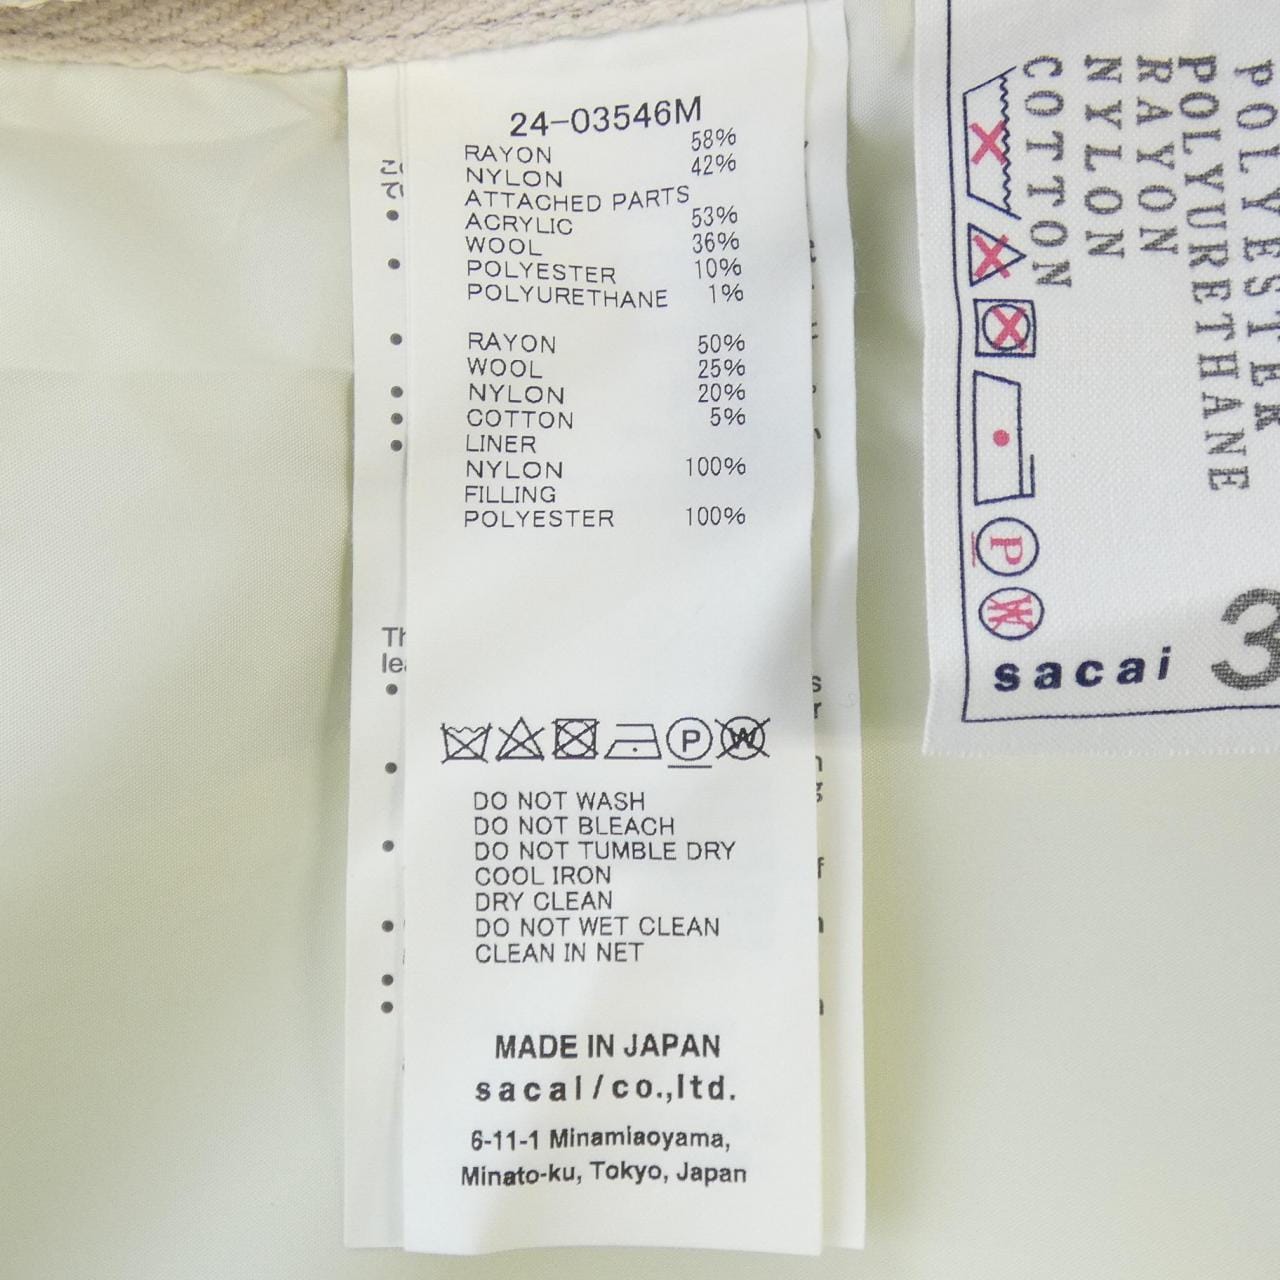 24-03546M
RAYON 58%
NYLON 42%
ATTACHED PARTS
ACRYLIC 53%
WOOL 36%
POLYESTER 10%
POLYURETHANE 1%
RAYON 50%
WOOL 25%
NYLON 20%
COTTON 5%
LINER
NYLON 100%
FILLING
POLYESTER 100%
P W
DO NOT WASH
DO NOT BLEACH
DO NOT TUMBLE DRY
COOL IRON
DRY CLEAN
DO NOT WET CLEAN
CLEAN IN NET
MADE IN JAPAN
sacai/co.,ltd.
6-11-1 Minamiaoyama,
Minato-ku, Tokyo, Japan
POLYESTER
POLYURETHANE
RAYON
NYLON
COTTON
P
W
sacai
3